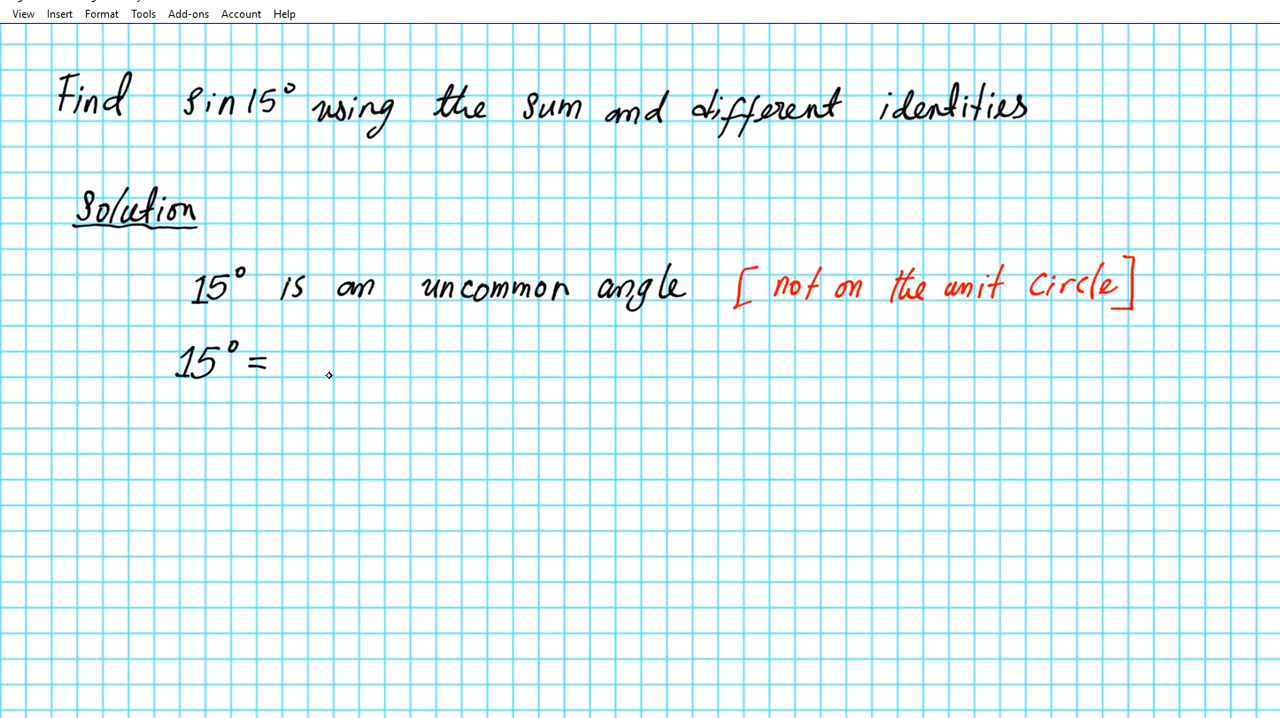 View Insert Format Tools Add-ons Account Help
Find sin 15° using the sum and different identities
Solution
15° is an uncommon angle [not on the unit circle]
15° =